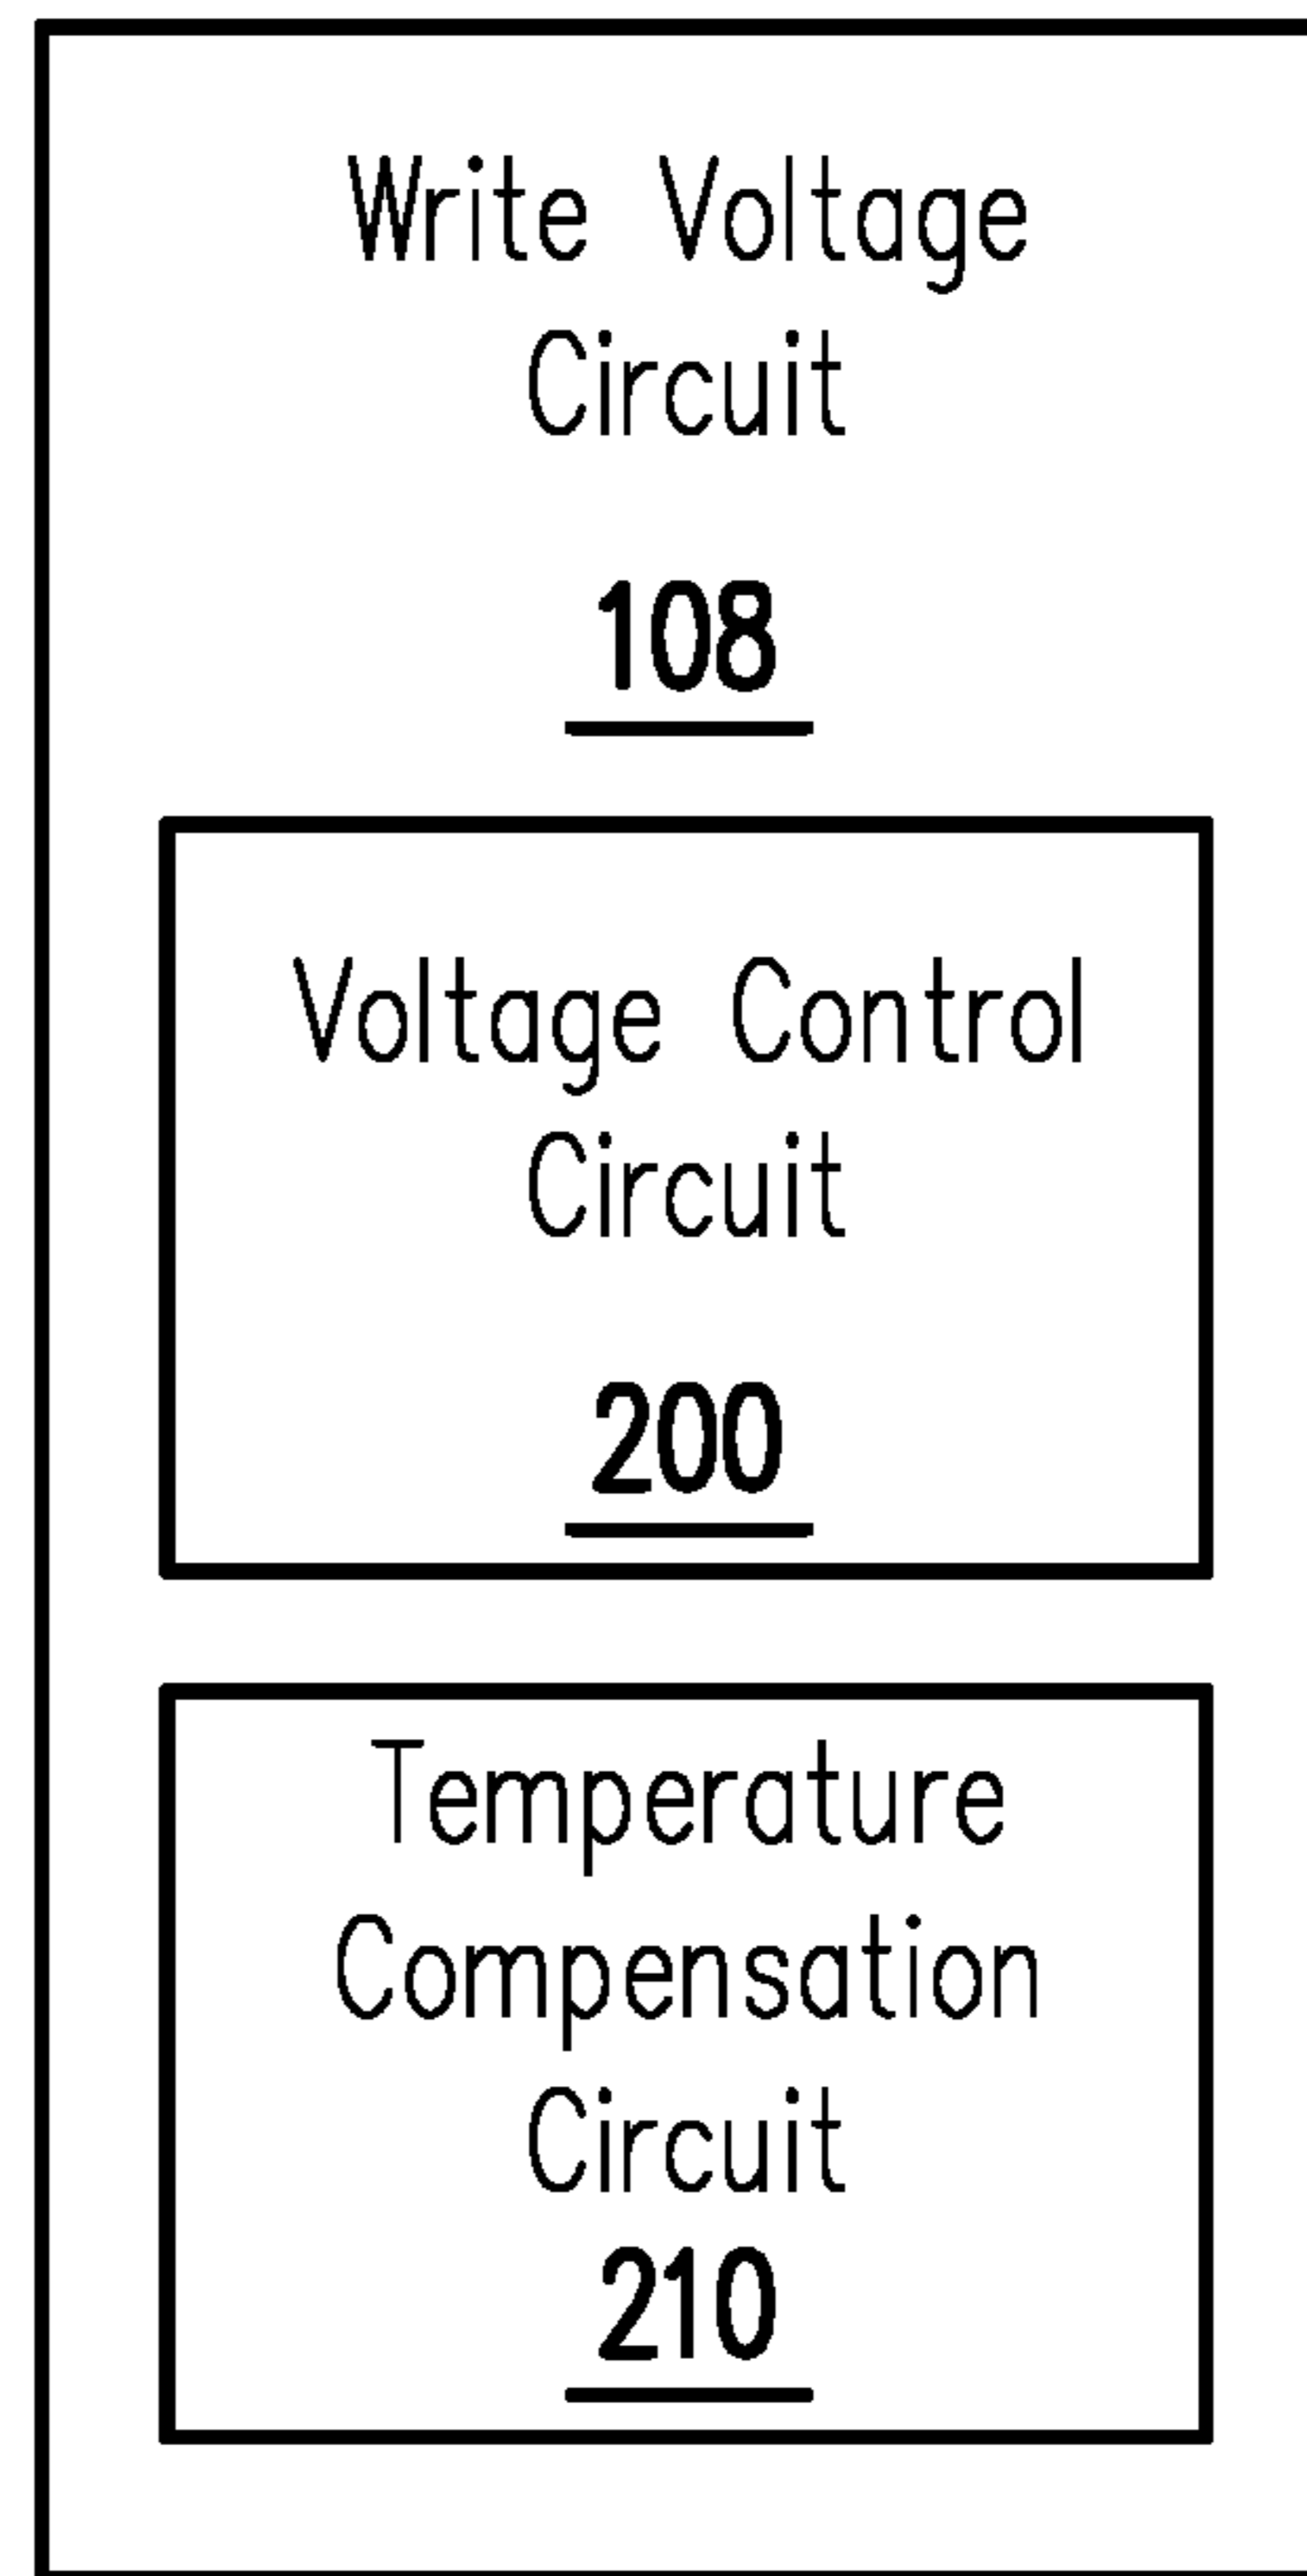 Write Voltage
Circuit
108
Voltage Control
Circuit
200
Temperature
Compensation
Circuit
210